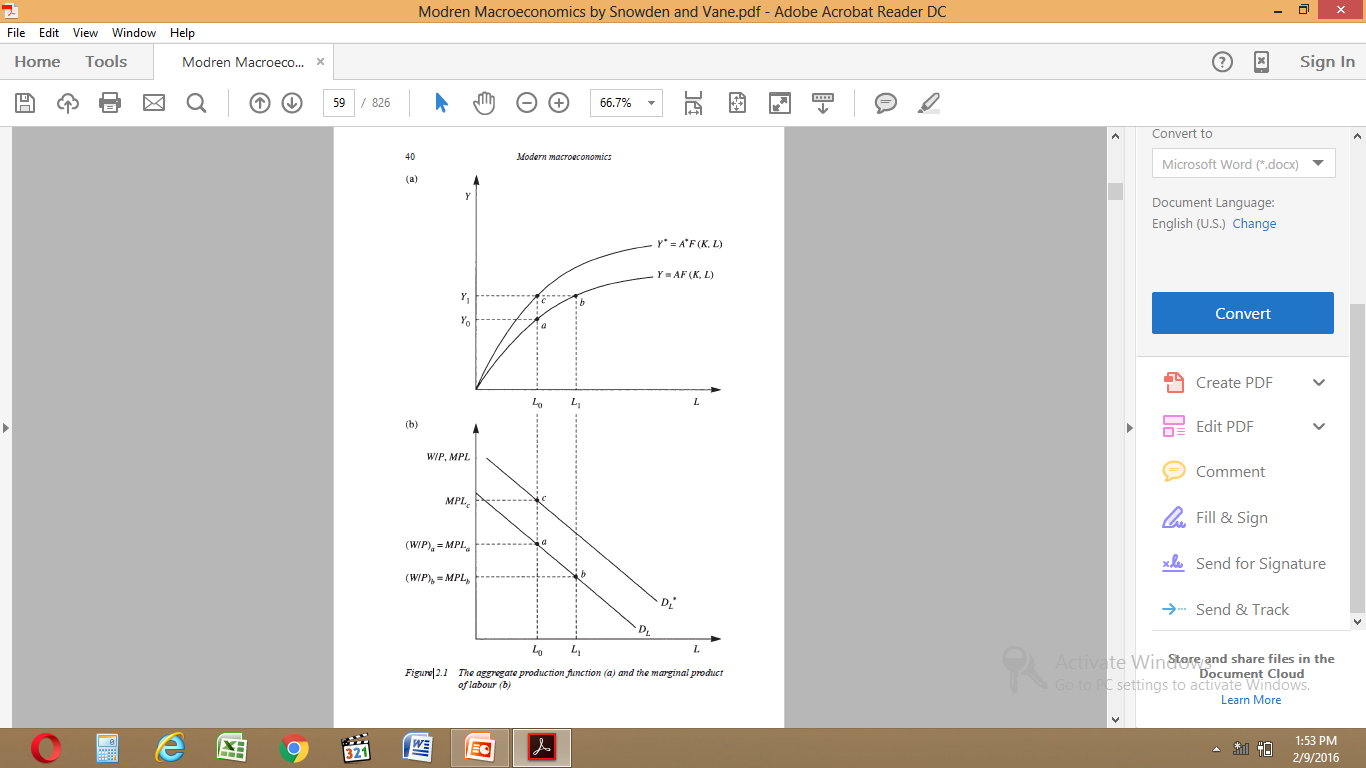 Modren Macroeconomics by Snowden and Vane.pdf - Adobe Acrobat Reader DC
File Edit View Window Help
Home Tools Modren Macroeco... × ? Sign In
59 / 826 66.7%
40 Modern macroeconomics
(a)
Y
Y* = A*F (K, L)
Y = AF (K, L)
Y₁ c b
Y₀ a
L₀ L₁ L
(b)
W/P, MPL
MPL꜀ c
(W/P)ₐ = MPLₐ a
(W/P)b = MPLb b
D_L*
D_L
L₀ L₁ L
Figure 2.1 The aggregate production function (a) and the marginal product
of labour (b)
Convert to
Microsoft Word (*.docx)
Document Language:
English (U.S.) Change
Convert
Create PDF
Edit PDF
Comment
Fill & Sign
Send for Signature
Send & Track
Store and share files in the
Document Cloud
Learn More
Activate Windows
Go to PC settings to activate Windows.
321
1:53 PM
2/9/2016